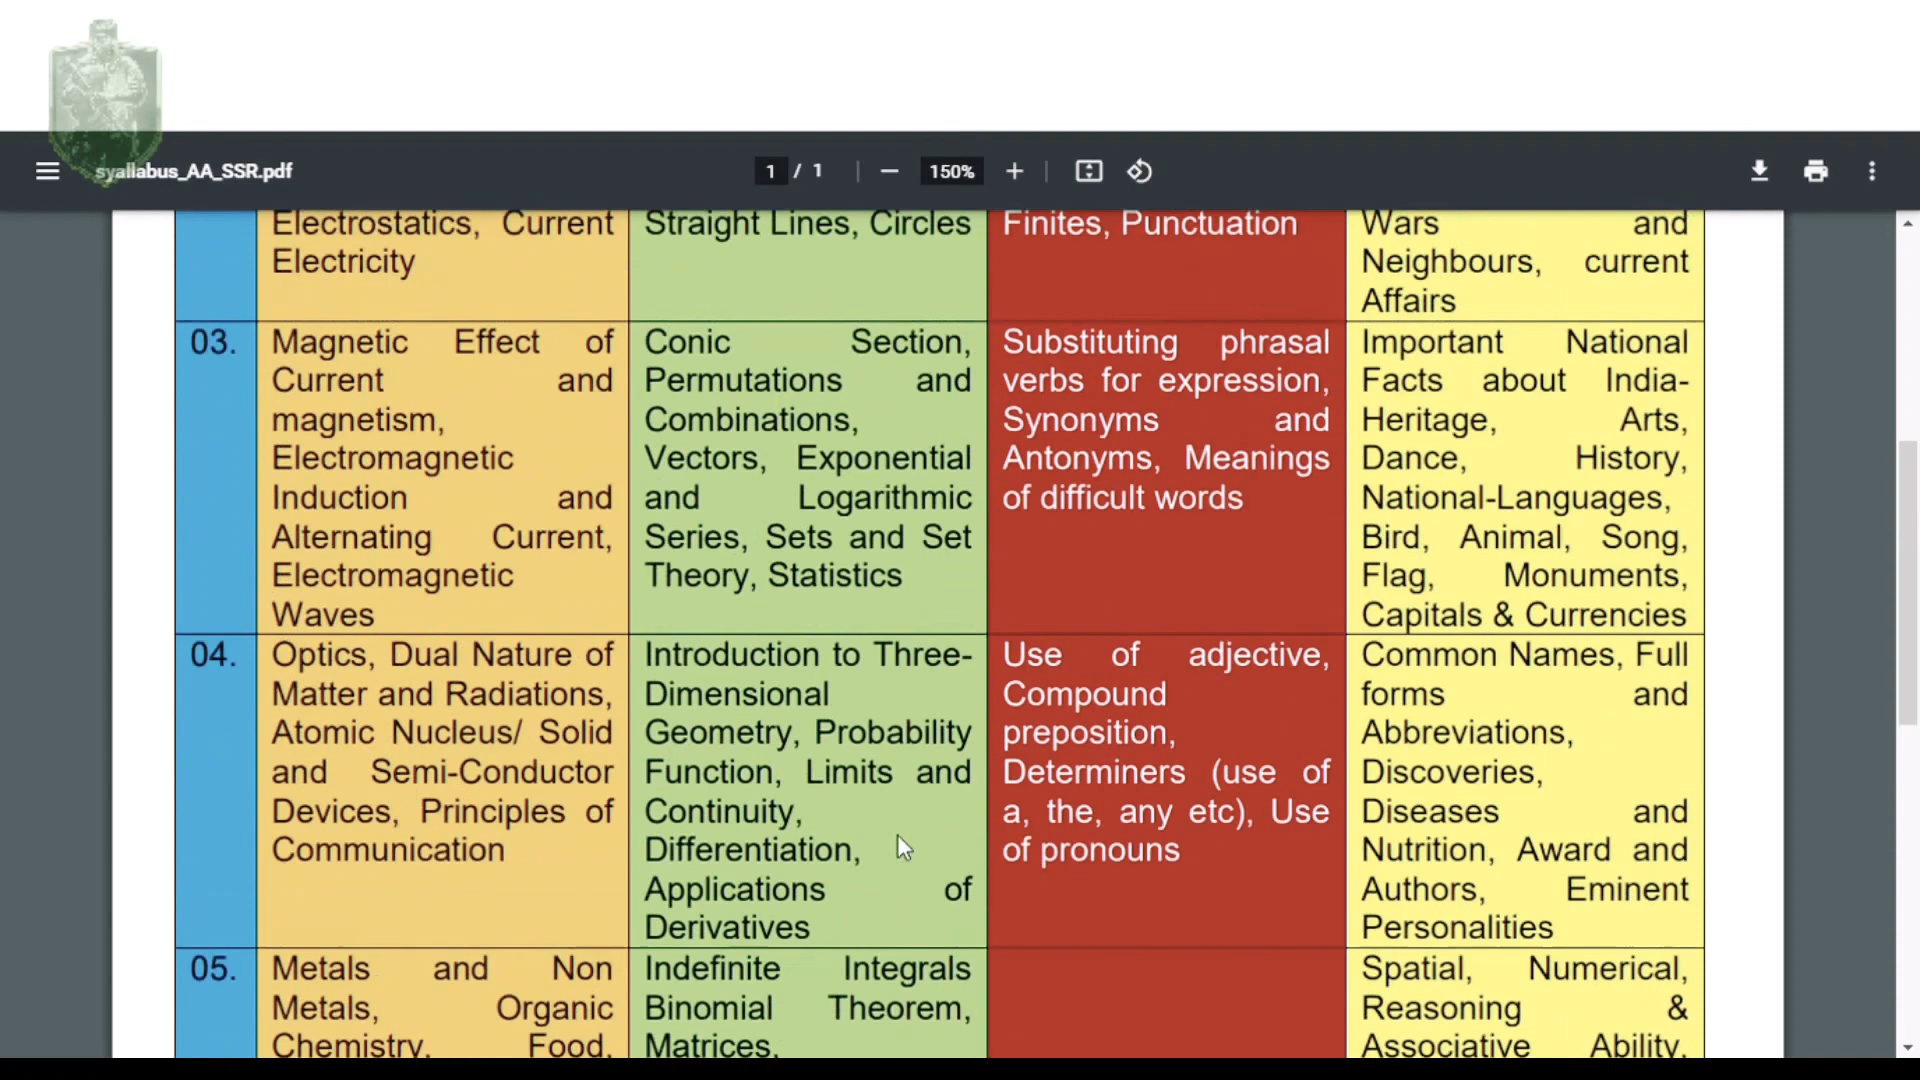 syallabus_AA_SSR.pdf
1 / 1
150%
Electrostatics, Current
Electricity
Straight Lines, Circles
Finites, Punctuation
Wars and
Neighbours, current
Affairs
03.
Magnetic Effect of
Current and
magnetism,
Electromagnetic
Induction and
Alternating Current,
Electromagnetic
Waves
Conic Section,
Permutations and
Combinations,
Vectors, Exponential
and Logarithmic
Series, Sets and Set
Theory, Statistics
Substituting phrasal
verbs for expression,
Synonyms and
Antonyms, Meanings
of difficult words
Important National
Facts about India-
Heritage, Arts,
Dance, History,
National-Languages,
Bird, Animal, Song,
Flag, Monuments,
Capitals & Currencies
04.
Optics, Dual Nature of
Matter and Radiations,
Atomic Nucleus/ Solid
and Semi-Conductor
Devices, Principles of
Communication
Introduction to Three-
Dimensional
Geometry, Probability
Function, Limits and
Continuity,
Differentiation,
Applications of
Derivatives
Use of adjective,
Compound
preposition,
Determiners (use of
a, the, any etc), Use
of pronouns
Common Names, Full
forms and
Abbreviations,
Discoveries,
Diseases and
Nutrition, Award and
Authors, Eminent
Personalities
05.
Metals and Non
Metals, Organic
Chemistry, Food,
Indefinite Integrals
Binomial Theorem,
Matrices,
Spatial, Numerical,
Reasoning &
Associative Ability,